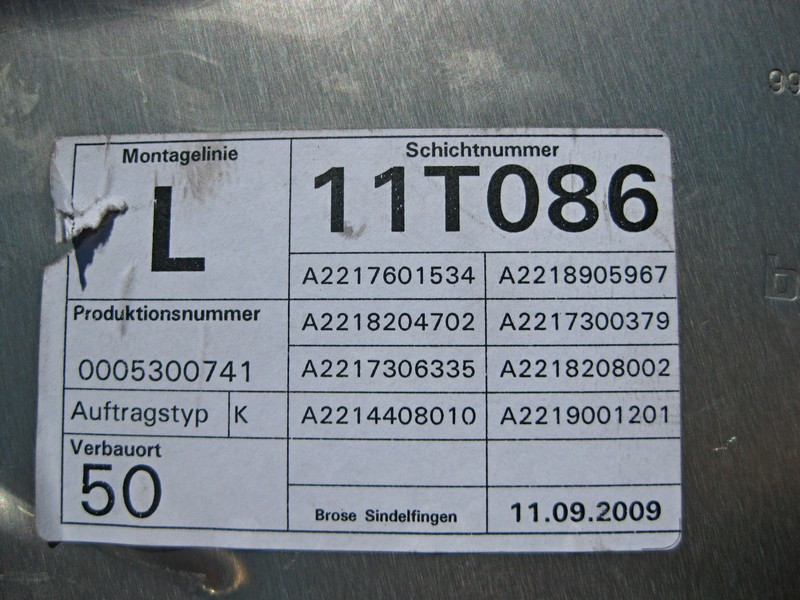 99
Montagelinie
L
Schichtnummer
11T086
A2217601534 A2218905967
A2218204702 A2217300379
A2217306335 A2218208002
A2214408010 A2219001201
Produktionsnummer
0005300741
Auftragstyp K
Verbauort
50
Brose Sindelfingen 11.09.2009